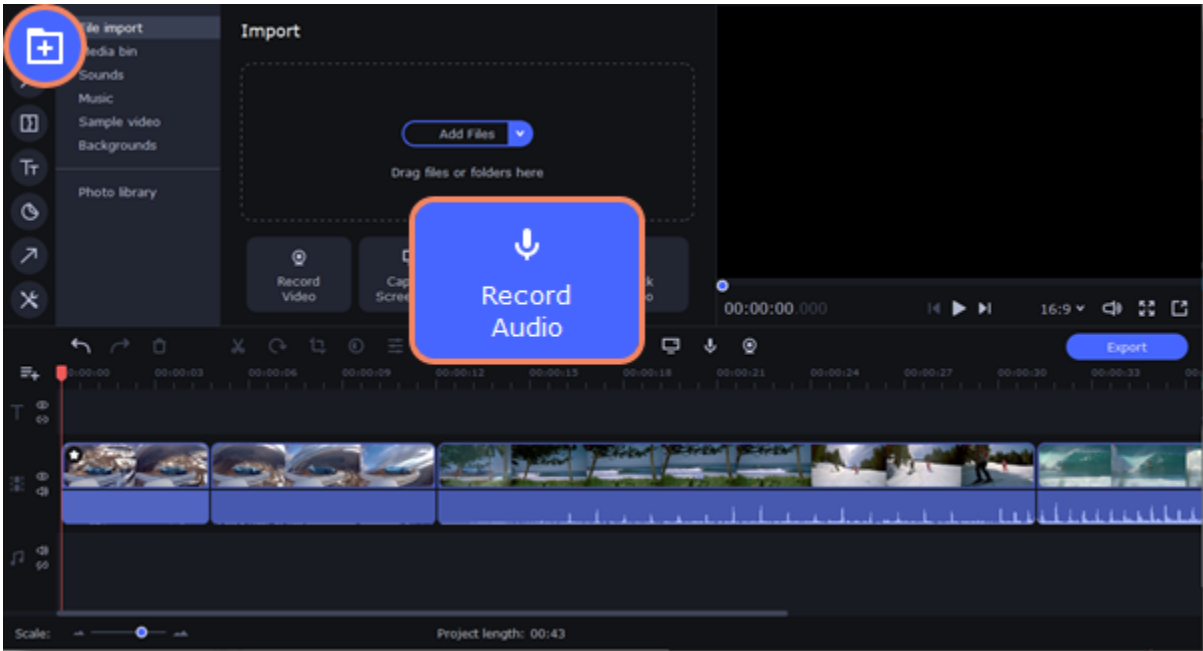 File import
Media bin
Sounds
Music
Sample video
Backgrounds
Photo library
Import
Add Files
Drag files or folders here
Record
Video
Record
Audio
00:00:00.000
16:9
Export
0:00:00
00:00:03
00:00:06
00:00:09
00:00:12
00:00:15
00:00:18
00:00:21
00:00:24
00:00:27
00:00:30
00:00:33
Scale:
Project length: 00:43